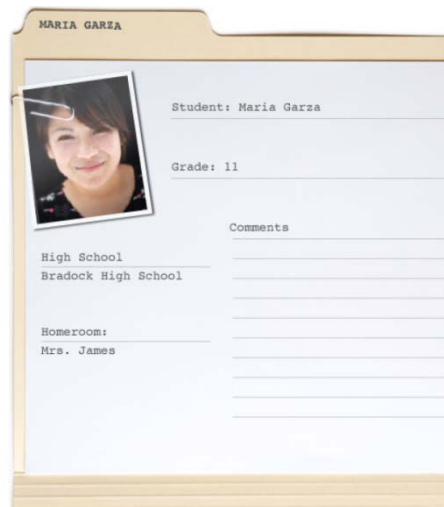 MARIA GARZA
Student: Maria Garza
Grade: 11
Comments
High School
Bradock High School
Homeroom:
Mrs. James